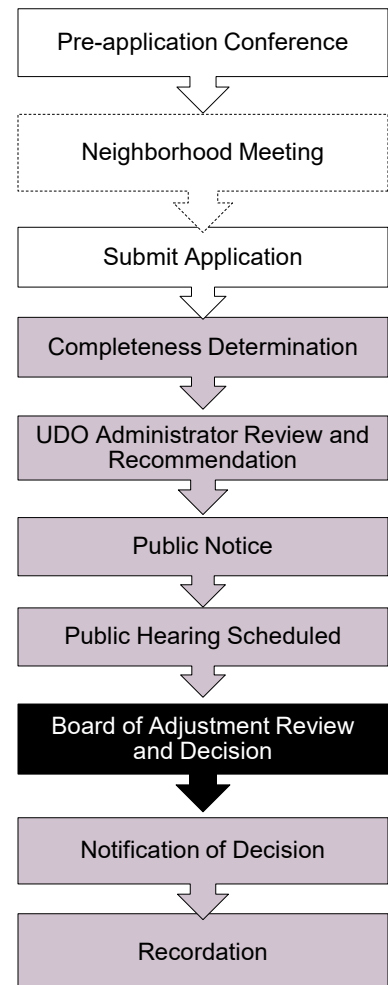 Pre-application Conference
Neighborhood Meeting
Submit Application
Completeness Determination
UDO Administrator Review and
Recommendation
Public Notice
Public Hearing Scheduled
Board of Adjustment Review
and Decision
Notification of Decision
Recordation